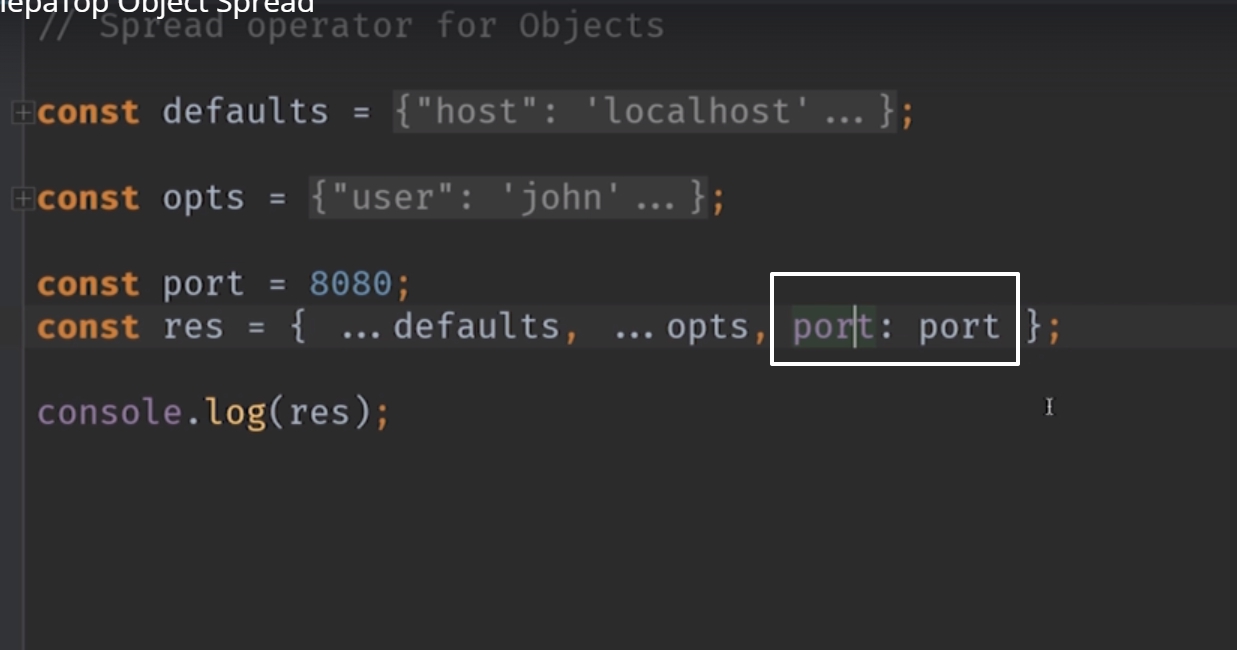 Object Spread
// Spread operator for Objects
const defaults = {"host": 'localhost'...};
const opts = {"user": 'john'...};
const port = 8080;
const res = { ...defaults, ...opts, port: port };
console.log(res);